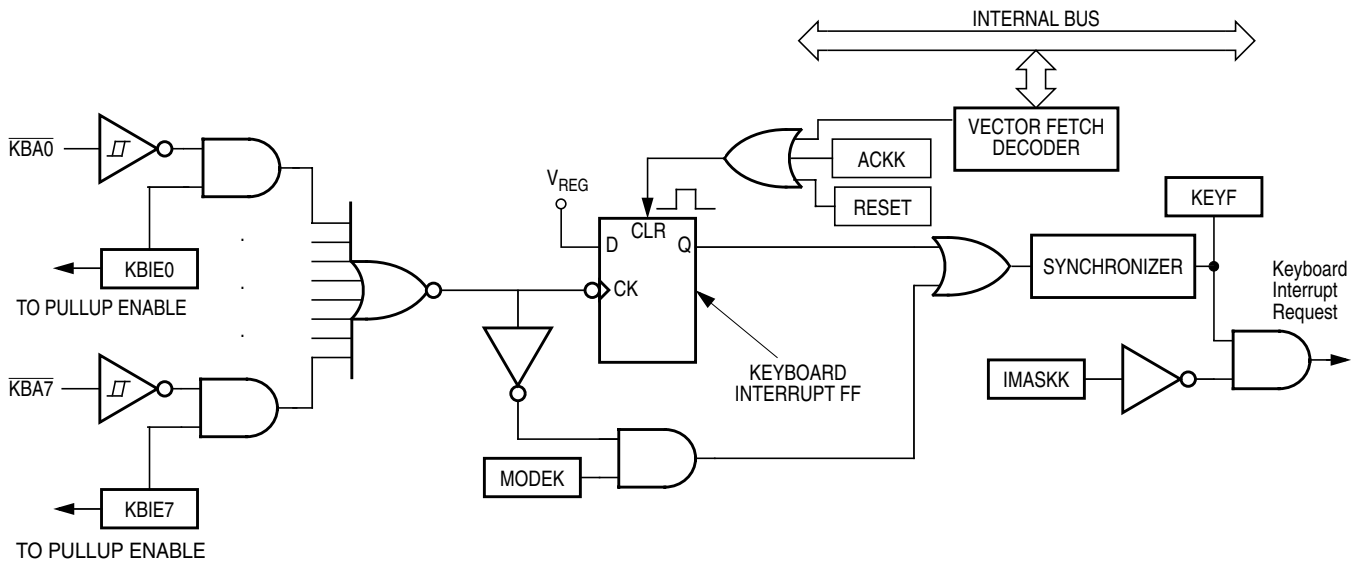 INTERNAL BUS
VECTOR FETCH
DECODER
ACKK
RESET
KBA0
KBIE0
TO PULLUP ENABLE
VREG
D
CLR
Q
CK
KEYBOARD
INTERRUPT FF
KEYF
SYNCHRONIZER
Keyboard
Interrupt
Request
IMASKK
KBA7
KBIE7
TO PULLUP ENABLE
MODEK